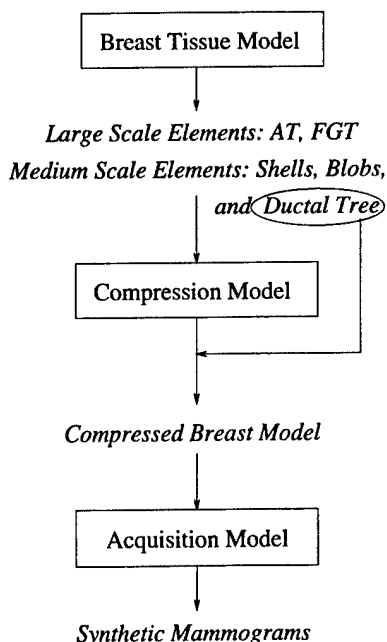 Breast Tissue Model
Large Scale Elements: AT, FGT
Medium Scale Elements: Shells, Blobs,
and Ductal Tree
Compression Model
Compressed Breast Model
Acquisition Model
Synthetic Mammograms